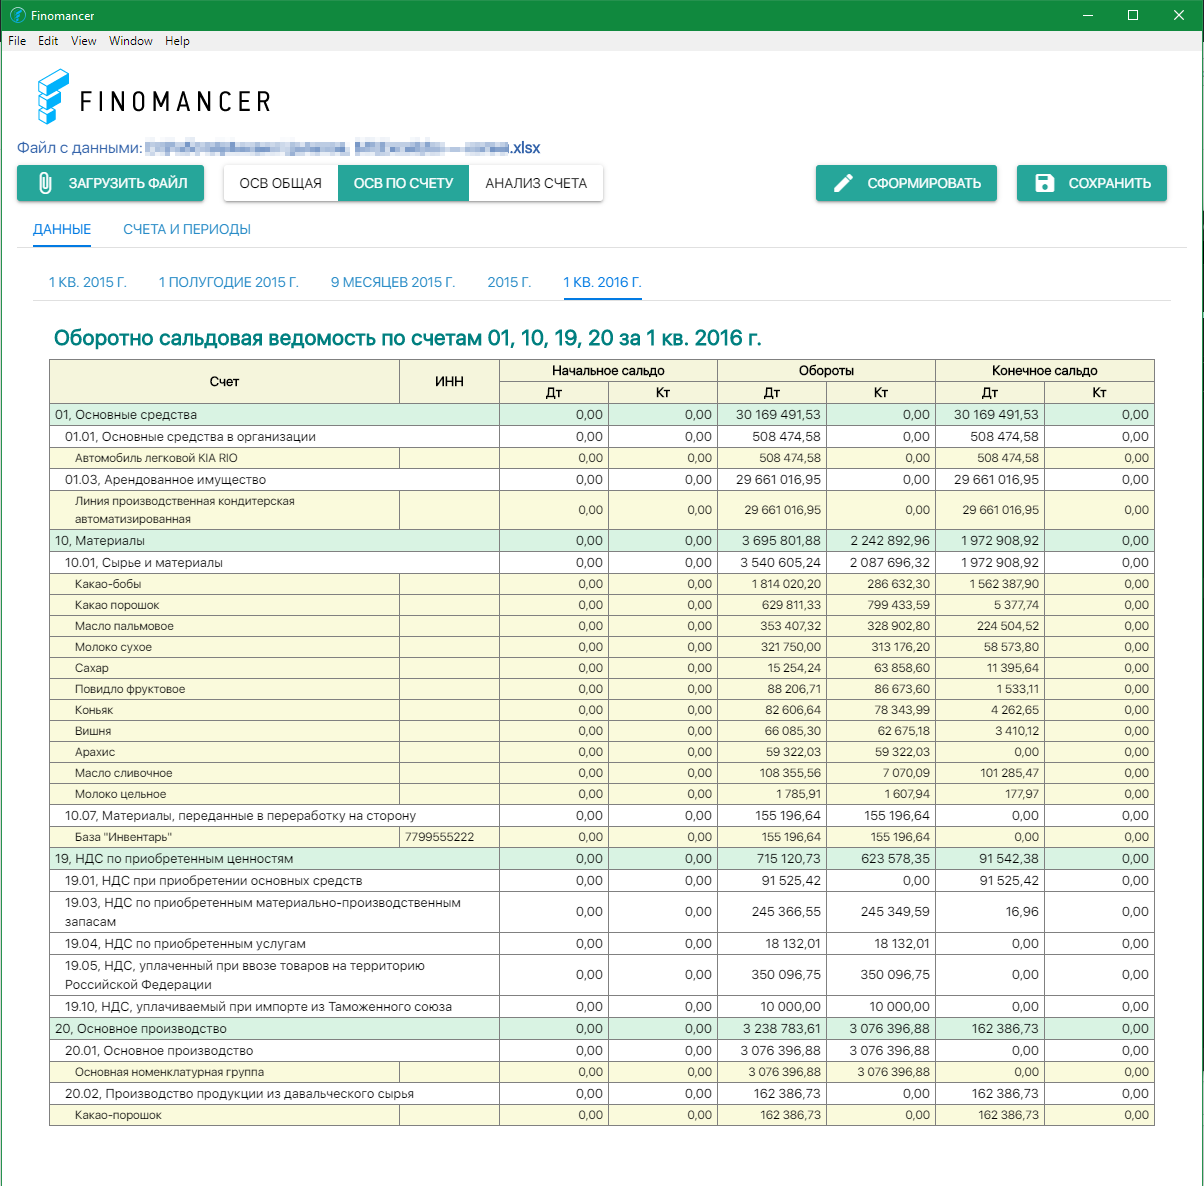 Finomancer
File Edit View Window Help
FINOMANCER
Файл с данными: .xlsx
ЗАГРУЗИТЬ ФАЙЛ ОСВ ОБЩАЯ ОСВ ПО СЧЕТУ АНАЛИЗ СЧЕТА СФОРМИРОВАТЬ СОХРАНИТЬ
ДАННЫЕ СЧЕТА И ПЕРИОДЫ
1 КВ. 2015 Г. 1 ПОЛУГОДИЕ 2015 Г. 9 МЕСЯЦЕВ 2015 Г. 2015 Г. 1 КВ. 2016 Г.
Оборотно сальдовая ведомость по счетам 01, 10, 19, 20 за 1 кв. 2016 г.
Счет ИНН Начальное сальдо Обороты Конечное сальдо
Дт Кт Дт Кт Дт Кт
01, Основные средства 0,00 0,00 30 169 491,53 0,00 30 169 491,53 0,00
01.01, Основные средства в организации 0,00 0,00 508 474,58 0,00 508 474,58 0,00
Автомобиль легковой KIA RIO 0,00 0,00 508 474,58 0,00 508 474,58 0,00
01.03, Арендованное имущество 0,00 0,00 29 661 016,95 0,00 29 661 016,95 0,00
Линия производственная кондитерская
автоматизированная 0,00 0,00 29 661 016,95 0,00 29 661 016,95 0,00
10, Материалы 0,00 0,00 3 695 801,88 2 242 892,96 1 972 908,92 0,00
10.01, Сырье и материалы 0,00 0,00 3 540 605,24 2 087 696,32 1 972 908,92 0,00
Какао-бобы 0,00 0,00 1 814 020,20 286 632,30 1 562 387,90 0,00
Какао порошок 0,00 0,00 629 811,33 799 433,59 5 377,74 0,00
Масло пальмовое 0,00 0,00 353 407,32 328 902,80 224 504,52 0,00
Молоко сухое 0,00 0,00 321 750,00 313 176,20 58 573,80 0,00
Сахар 0,00 0,00 15 254,24 63 858,60 11 395,64 0,00
Повидло фруктовое 0,00 0,00 88 206,71 86 673,60 1 533,11 0,00
Коньяк 0,00 0,00 82 606,64 78 343,99 4 262,65 0,00
Вишня 0,00 0,00 66 085,30 62 675,18 3 410,12 0,00
Арахис 0,00 0,00 59 322,03 59 322,03 0,00 0,00
Масло сливочное 0,00 0,00 108 355,56 7 070,09 101 285,47 0,00
Молоко цельное 0,00 0,00 1 785,91 1 607,94 177,97 0,00
10.07, Материалы, переданные в переработку на сторону 0,00 0,00 155 196,64 155 196,64 0,00 0,00
База "Инвентарь" 7799555222 0,00 0,00 155 196,64 155 196,64 0,00 0,00
19, НДС по приобретенным ценностям 0,00 0,00 715 120,73 623 578,35 91 542,38 0,00
19.01, НДС при приобретении основных средств 0,00 0,00 91 525,42 0,00 91 525,42 0,00
19.03, НДС по приобретенным материально-производственным
запасам 0,00 0,00 245 366,55 245 349,59 16,96 0,00
19.04, НДС по приобретенным услугам 0,00 0,00 18 132,01 18 132,01 0,00 0,00
19.05, НДС, уплаченный при ввозе товаров на территорию
Российской Федерации 0,00 0,00 350 096,75 350 096,75 0,00 0,00
19.10, НДС, уплачиваемый при импорте из Таможенного союза 0,00 0,00 10 000,00 10 000,00 0,00 0,00
20, Основное производство 0,00 0,00 3 238 783,61 3 076 396,88 162 386,73 0,00
20.01, Основное производство 0,00 0,00 3 076 396,88 3 076 396,88 0,00 0,00
Основная номенклатурная группа 0,00 0,00 3 076 396,88 3 076 396,88 0,00 0,00
20.02, Производство продукции из давальческого сырья 0,00 0,00 162 386,73 0,00 162 386,73 0,00
Какао-порошок 0,00 0,00 162 386,73 0,00 162 386,73 0,00